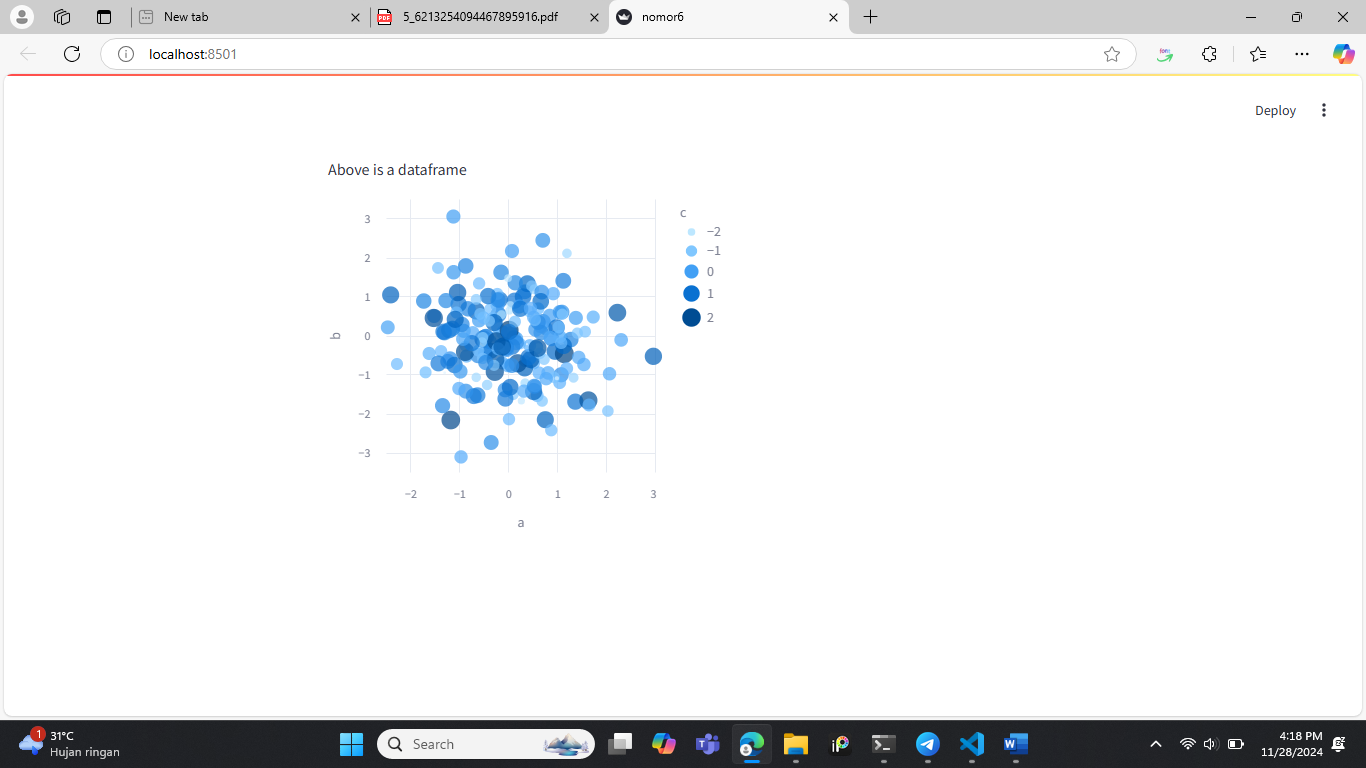 New tab
PDF
5_6213254094467895916.pdf
nomor6
localhost:8501
Deploy
Above is a dataframe
c
−2
−1
0
1
2
3
2
1
0
−1
−2
−3
b
−2
−1
0
1
2
3
a
1
31°C
Hujan ringan
Search
4:18 PM
11/28/2024